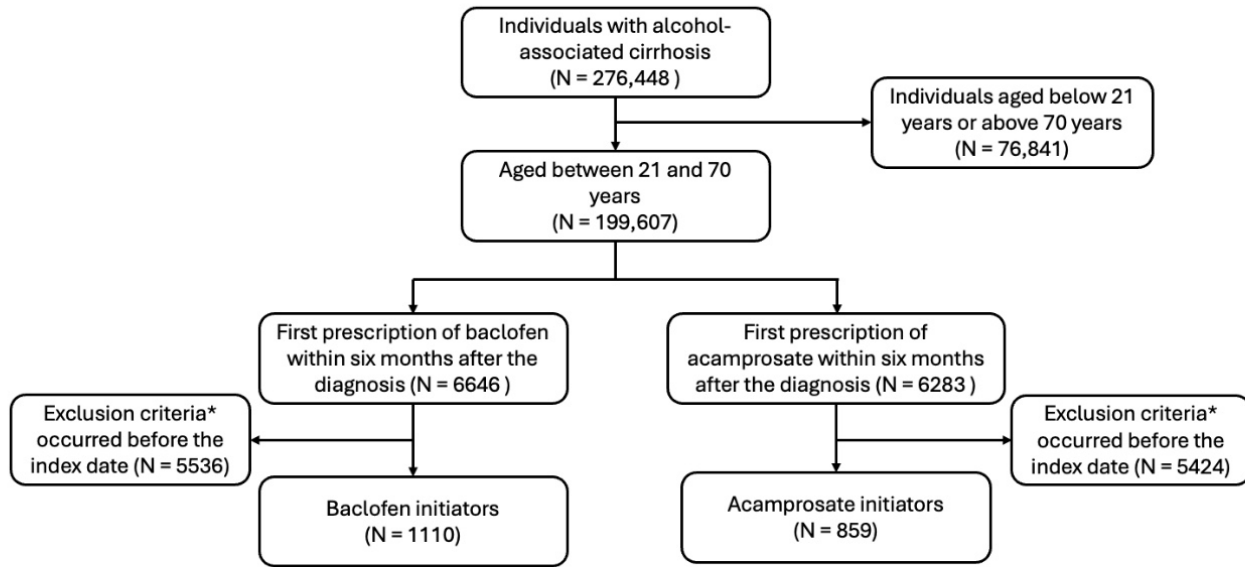 Individuals with alcohol-
associated cirrhosis
(N = 276,448 )
Individuals aged below 21
years or above 70 years
(N = 76,841)
Aged between 21 and 70
years
(N = 199,607)
First prescription of baclofen
within six months after the
diagnosis (N = 6646 )
First prescription of
acamprosate within six months
after the diagnosis (N = 6283)
Exclusion criteria*
occurred before the
index date (N = 5536)
Exclusion criteria*
occurred before the
index date (N = 5424)
Baclofen initiators
(N = 1110)
Acamprosate initiators
(N = 859)